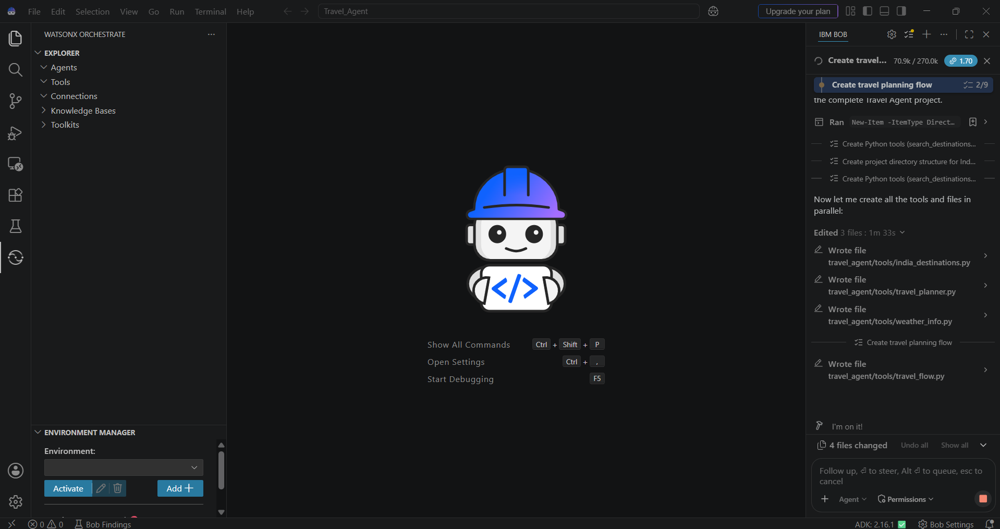 File Edit Selection View Go Run Terminal Help
Travel_Agent
Upgrade your plan
WATSONX ORCHESTRATE
EXPLORER
Agents
Tools
Connections
Knowledge Bases
Toolkits
ENVIRONMENT MANAGER
Environment:
Activate
Add
</>
Show All Commands Ctrl + Shift + P
Open Settings Ctrl + ,
Start Debugging F5
IBM BOB
Create travel... 70.9k / 270.0k 1.70
Create travel planning flow 2/9
the complete Travel Agent project.
Ran New-Item -ItemType Direct...
Create Python tools (search_destinations...
Create project directory structure for Ind...
Create Python tools (search_destinations...
Now let me create all the tools and files in
parallel:
Edited 3 files : 1m 33s
Wrote file
travel_agent/tools/india_destinations.py
Wrote file
travel_agent/tools/travel_planner.py
Wrote file
travel_agent/tools/weather_info.py
Create travel planning flow
Wrote file
travel_agent/tools/travel_flow.py
I'm on it!
4 files changed Undo all Show all
Follow up, ⏎ to steer, Alt ⏎ to queue, esc to
cancel
Agent Permissions
0 0 Bob Findings
ADK: 2.16.1 ✅ Bob Settings